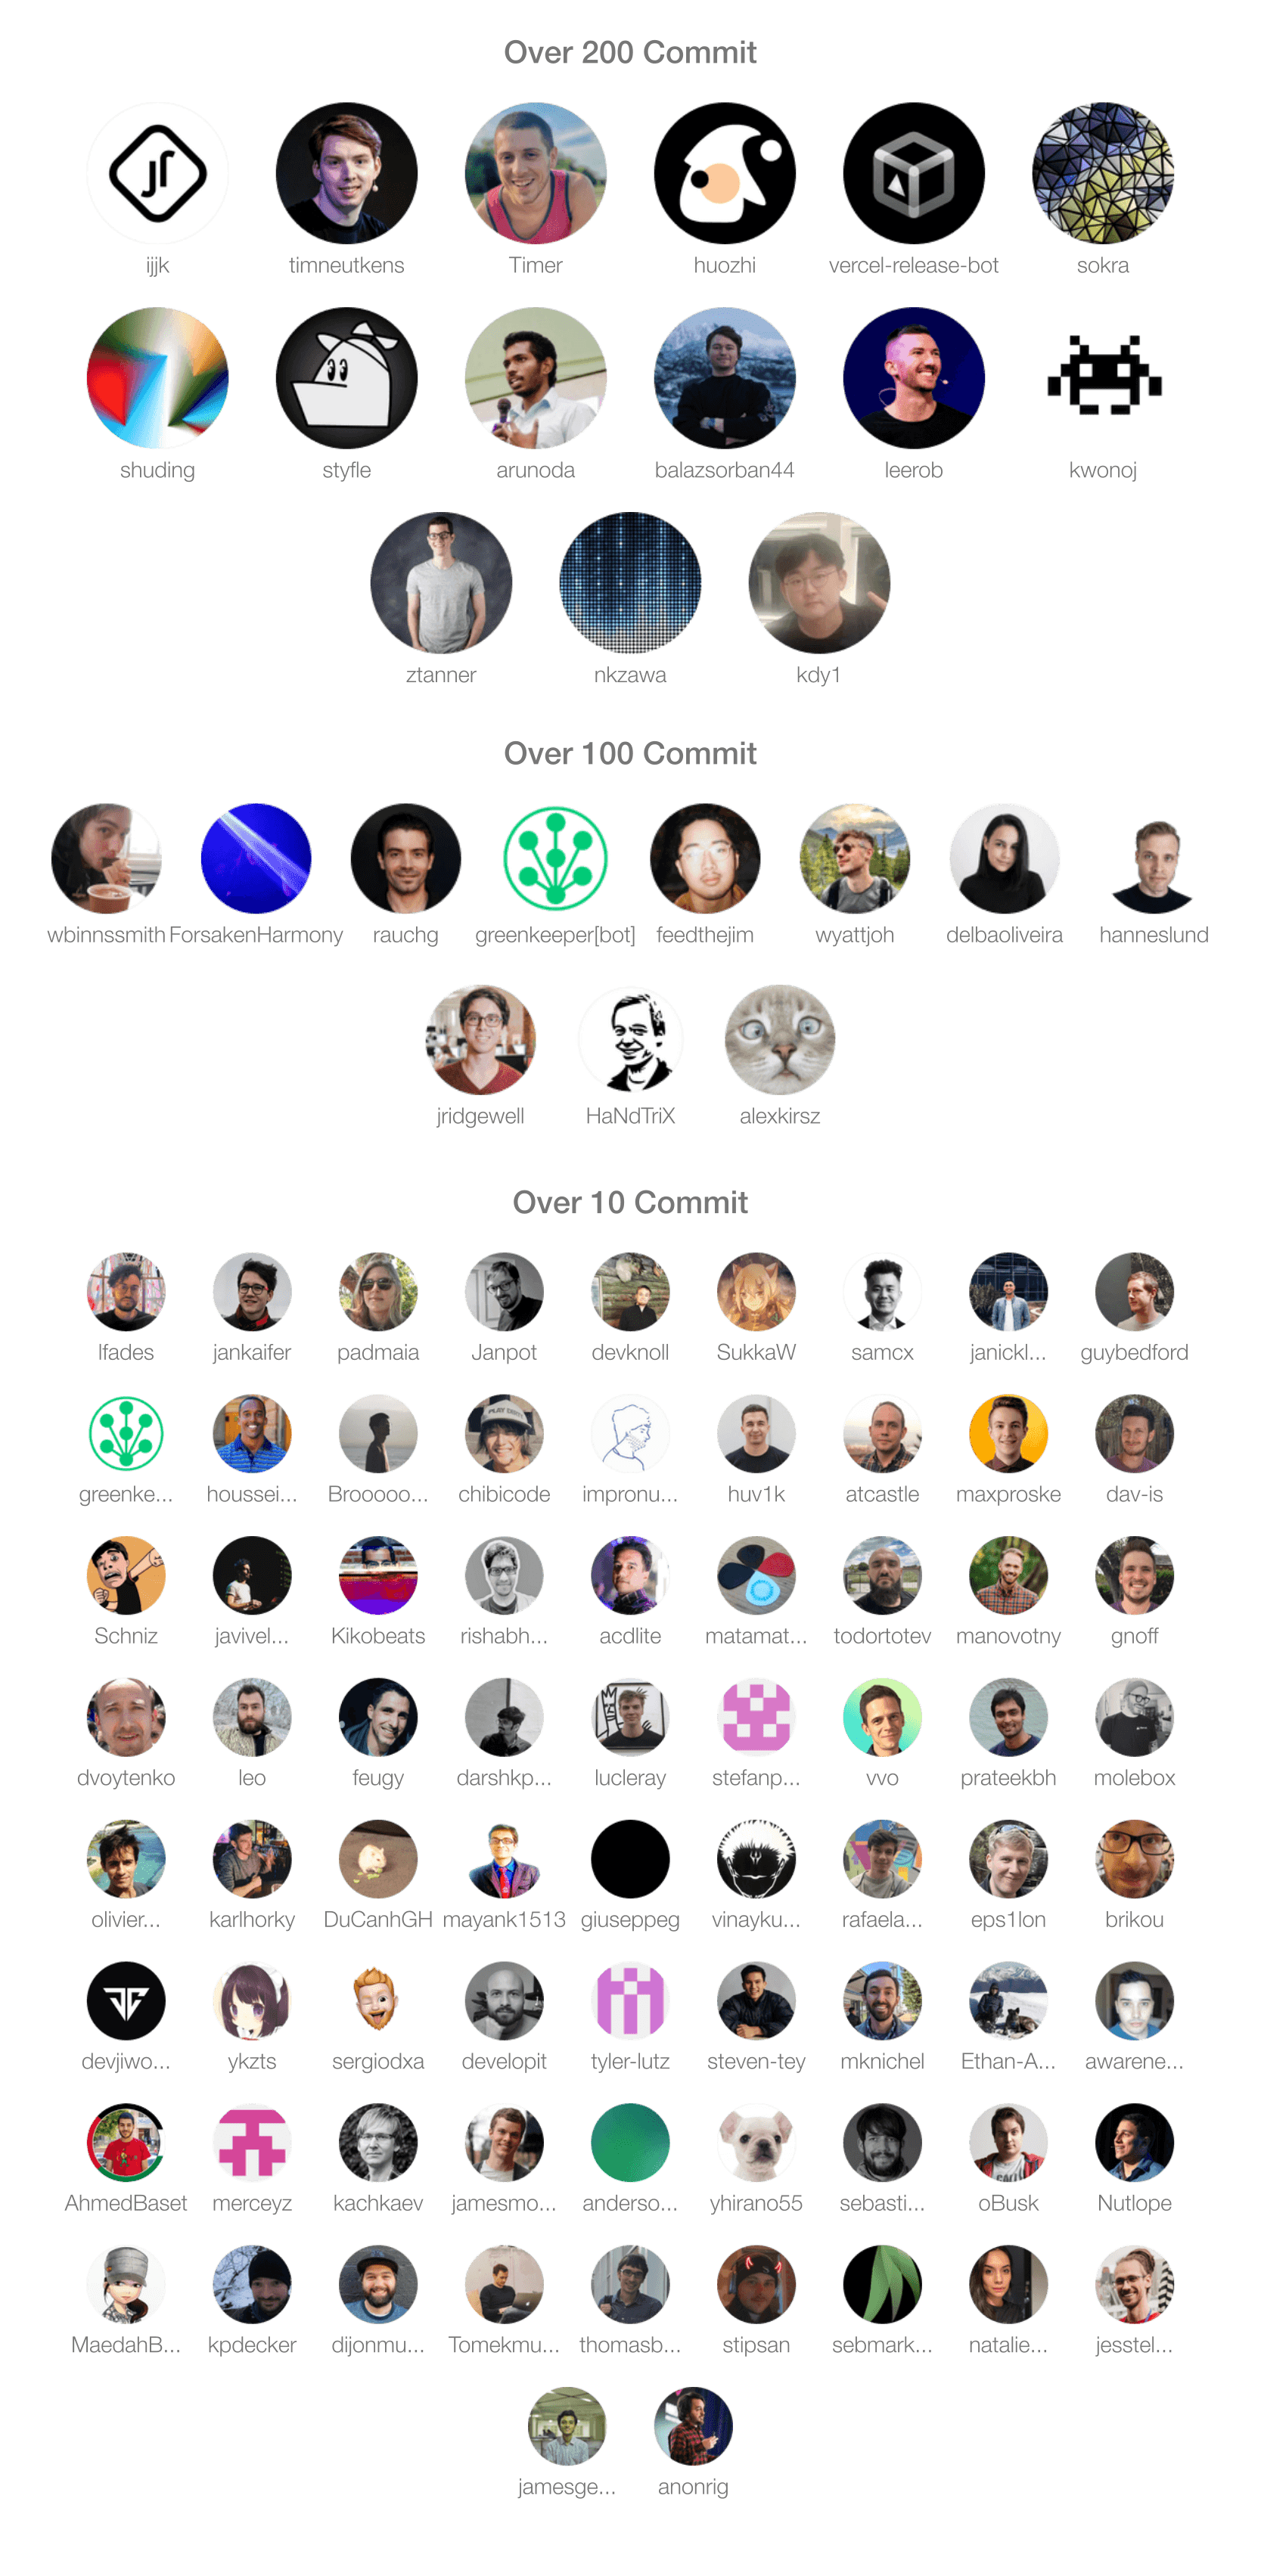 Over 200 Commit
ijjk timneutkens Timer huozhi vercel-release-bot sokra
shuding styfle arunoda balazsorban44 leerob kwonoj
ztanner nkzawa kdy1
Over 100 Commit
wbinnssmith ForsakenHarmony rauchg greenkeeper[bot] feedthejim wyattjoh delbaoliveira hanneslund
jridgewell HaNdTriX alexkirsz
Over 10 Commit
lfades jankaifer padmaia Janpot devknoll SukkaW samcx janickl... guybedford
greenke... houssei... Brooooo... chibicode impronu... huv1k atcastle maxproske dav-is
Schniz javivel... Kikobeats rishabh... acdlite matamat... todortotev manovotny gnoff
dvoytenko leo feugy darshkp... lucleray stefanp... vvo prateekbh molebox
olivier... karlhorky DuCanhGH mayank1513 giuseppeg vinayku... rafaela... eps1lon brikou
devjiwo... ykzts sergiodxa developit tyler-lutz steven-tey mknichel Ethan-A... awarene...
AhmedBaset merceyz kachkaev jamesmo... anderso... yhirano55 sebasti... oBusk Nutlope
MaedahB... kpdecker dijonmu... Tomekmu... thomasb... stipsan sebmark... natalie... jesstel...
jamesge... anonrig